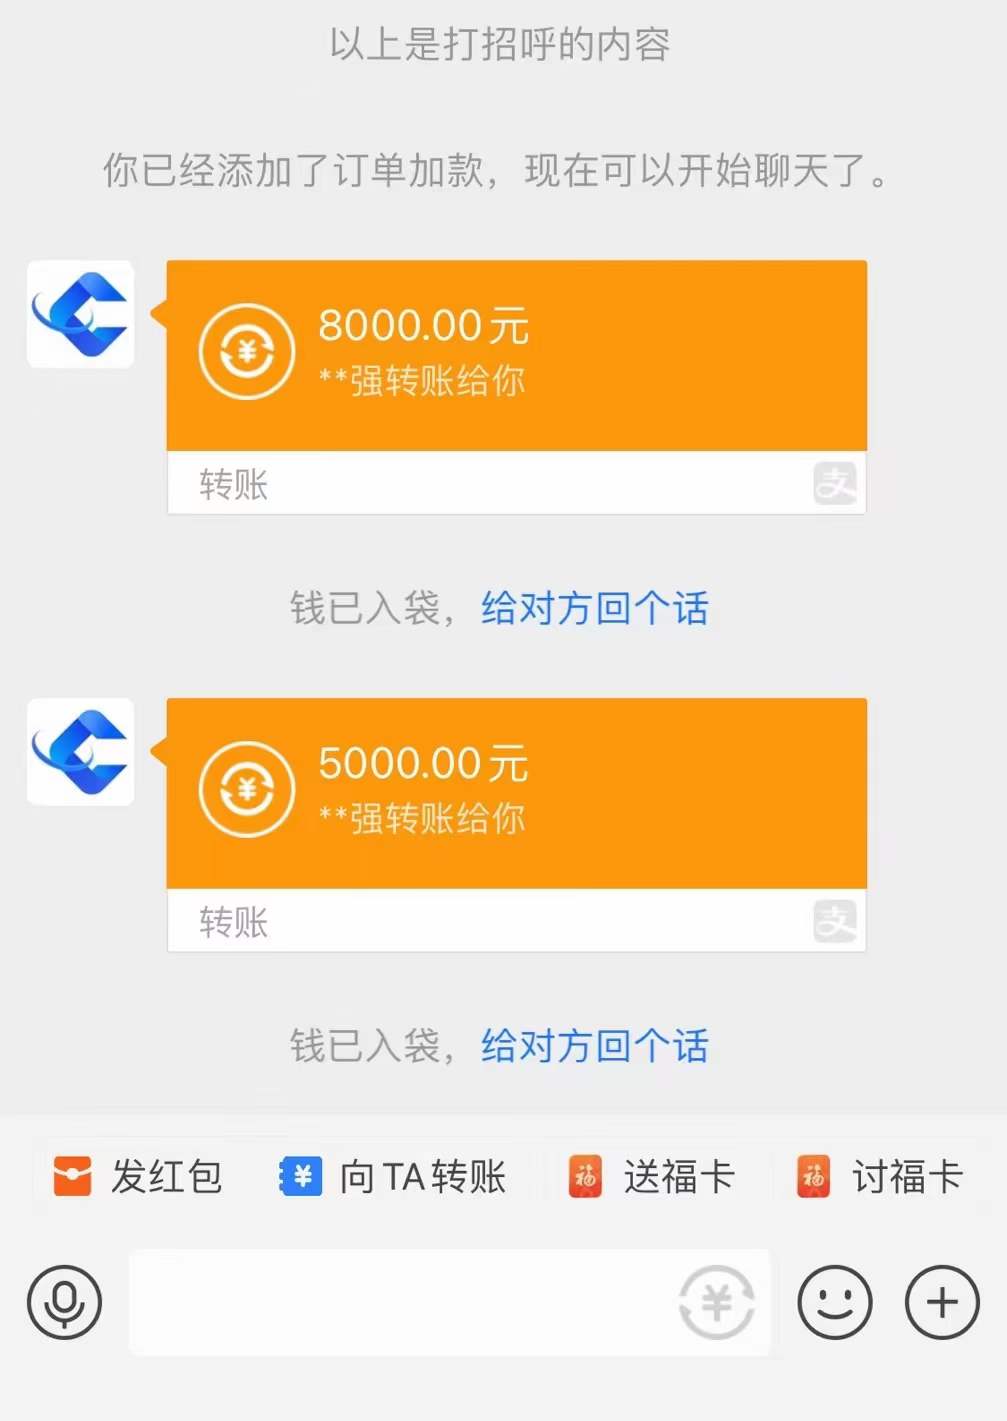 以上是打招呼的内容
你已经添加了订单加款，现在可以开始聊天了。
8000.00元
**强转账给你
转账
支
钱已入袋，给对方回个话
5000.00元
**强转账给你
转账
支
钱已入袋，给对方回个话
发红包 向TA转账 福 送福卡 福 讨福卡